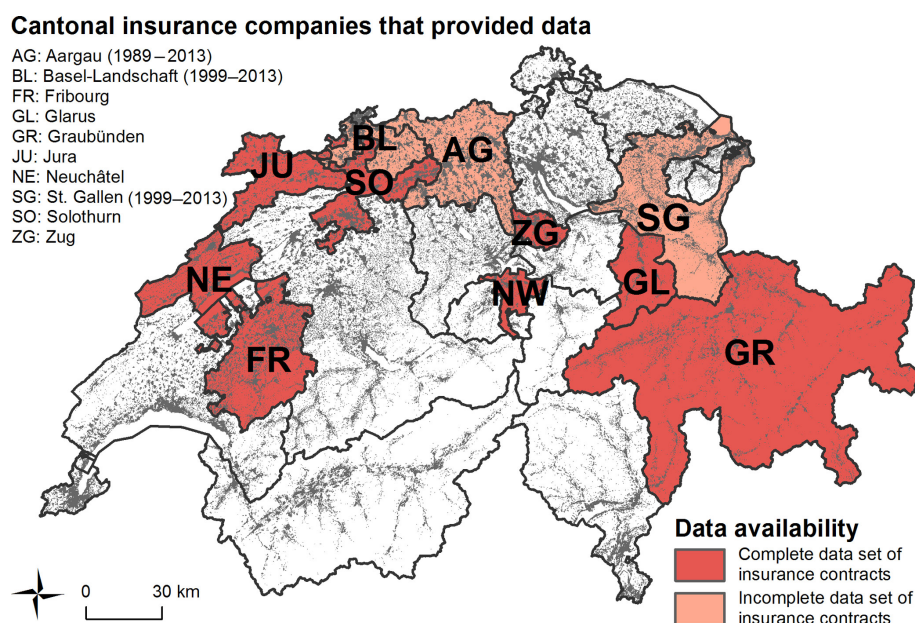 Cantonal insurance companies that provided data
AG: Aargau (1989–2013)
BL: Basel-Landschaft (1999–2013)
FR: Fribourg
GL: Glarus
GR: Graubünden
JU: Jura
NE: Neuchâtel
SG: St. Gallen (1999–2013)
SO: Solothurn
ZG: Zug
BL
AG
JU
SO
SG
ZG
NE
NW
GL
FR
GR
Data availability
Complete data set of
insurance contracts
Incomplete data set of
insurance contracts
0 30 km